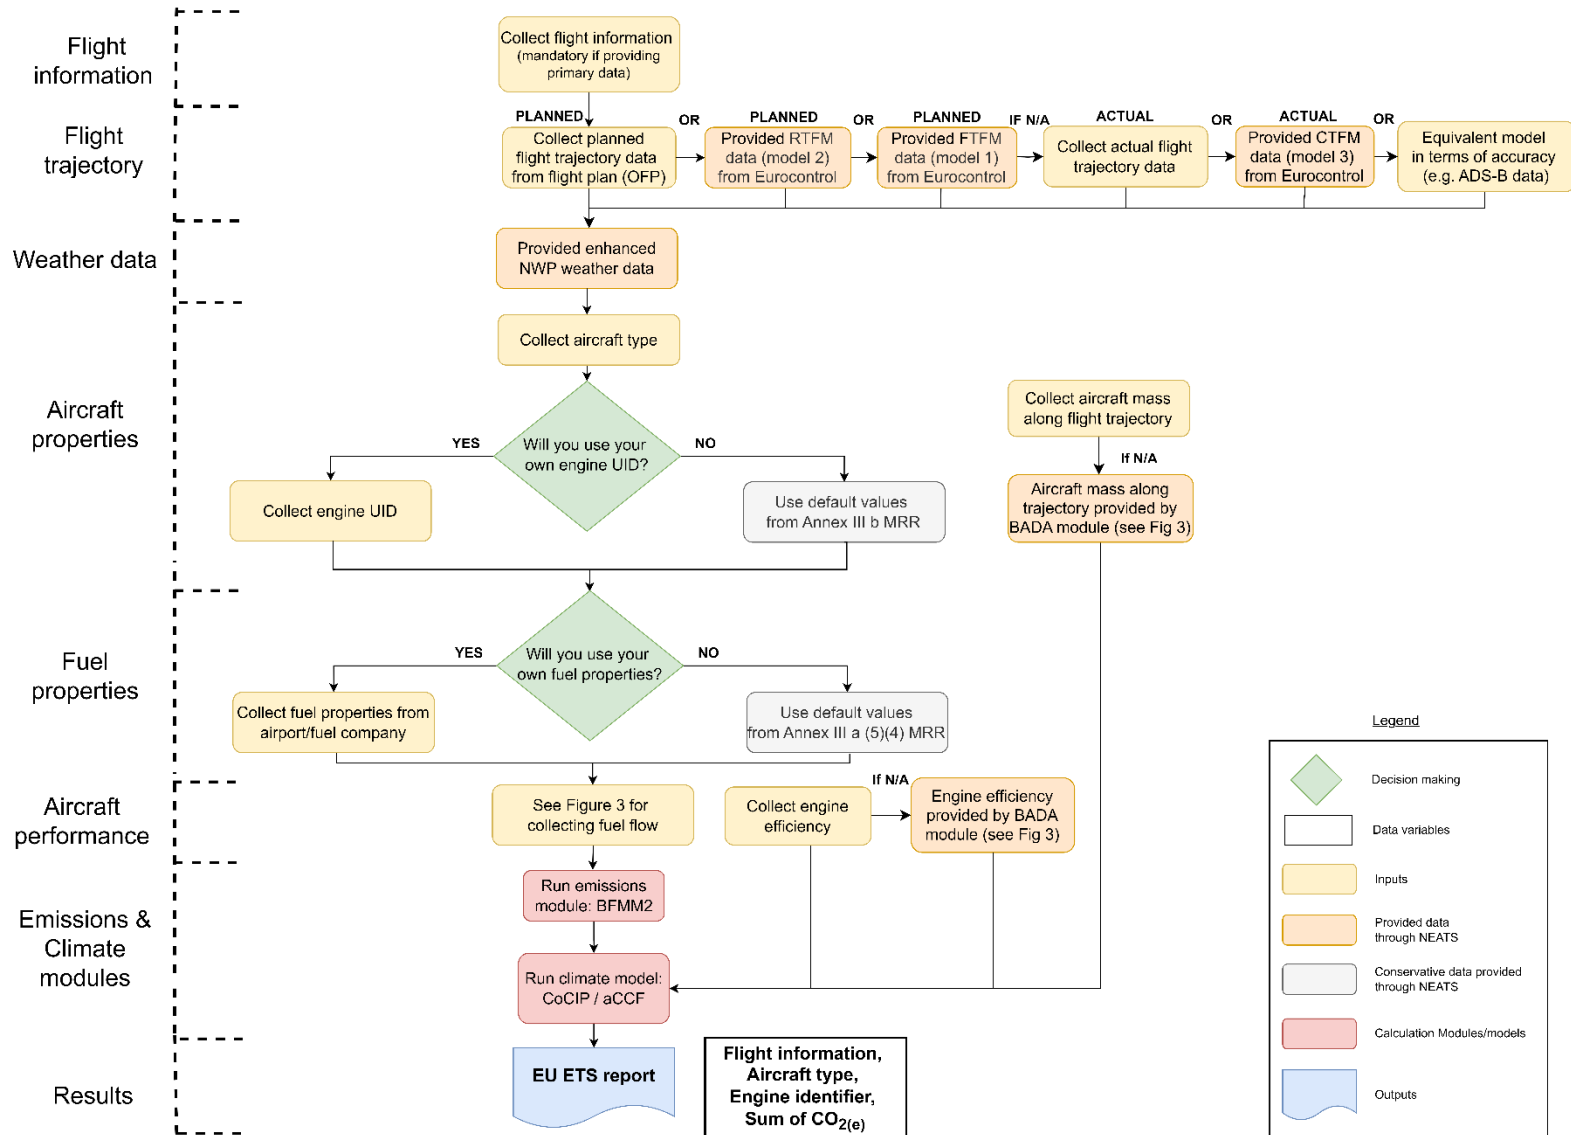 Flight
information
Collect flight information
(mandatory if providing
primary data)
Flight
trajectory
PLANNED
Collect planned
flight trajectory data
from flight plan (OFP)
OR
PLANNED
Provided RTFM
data (model 2)
from Eurocontrol
OR
PLANNED
Provided FTFM
data (model 1)
from Eurocontrol
IF N/A
ACTUAL
Collect actual flight
trajectory data
OR
ACTUAL
Provided CTFM
data (model 3)
from Eurocontrol
OR
Equivalent model
in terms of accuracy
(e.g. ADS-B data)
Weather data
Provided enhanced
NWP weather data
Aircraft
properties
Collect aircraft type
Will you use your
own engine UID?
YES
NO
Collect engine UID
Use default values
from Annex III b MRR
Collect aircraft mass
along flight trajectory
If N/A
Aircraft mass along
trajectory provided by
BADA module (see Fig 3)
Fuel
properties
Will you use your
own fuel properties?
YES
NO
Collect fuel properties from
airport/fuel company
Use default values
from Annex III a (5)(4) MRR
Aircraft
performance
See Figure 3 for
collecting fuel flow
Collect engine
efficiency
If N/A
Engine efficiency
provided by BADA
module (see Fig 3)
Emissions &
Climate
modules
Run emissions
module: BFMM2
Run climate model:
CoCIP / aCCF
Results
EU ETS report
Flight information,
Aircraft type,
Engine identifier,
Sum of CO2(e)
Legend
Decision making
Data variables
Inputs
Provided data
through NEATS
Conservative data provided
through NEATS
Calculation Modules/models
Outputs